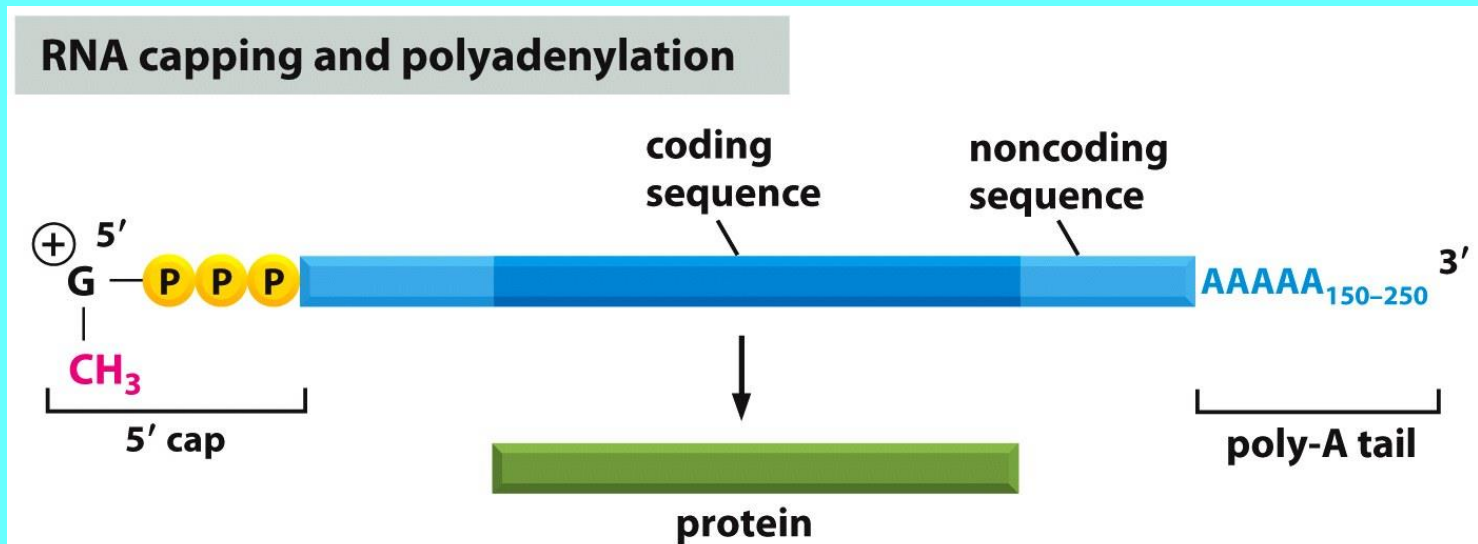 RNA capping and polyadenylation
coding
sequence
noncoding
sequence
+
5′
G
P P P
AAAAA150–250
3′
CH3
5′ cap
poly-A tail
protein